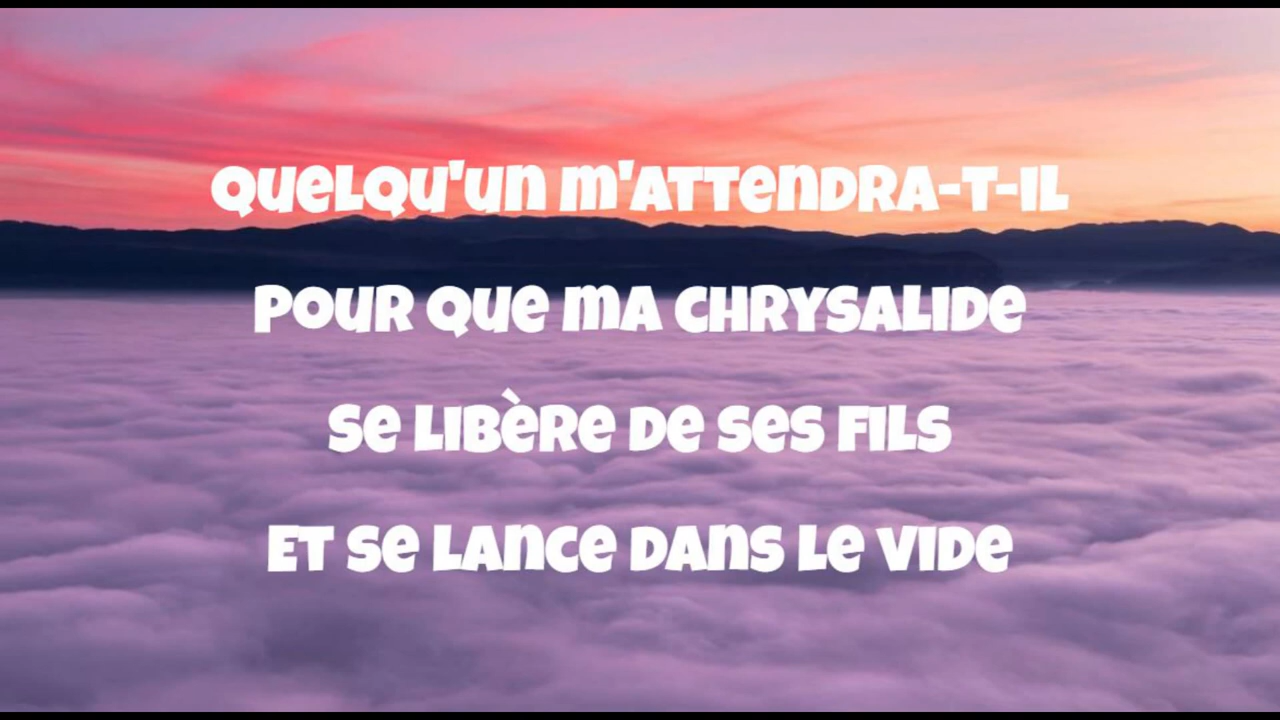 Quelqu'un m'attendra-t-il
Pour que ma chrysalide
Se libère de ses fils
Et se lance dans le vide